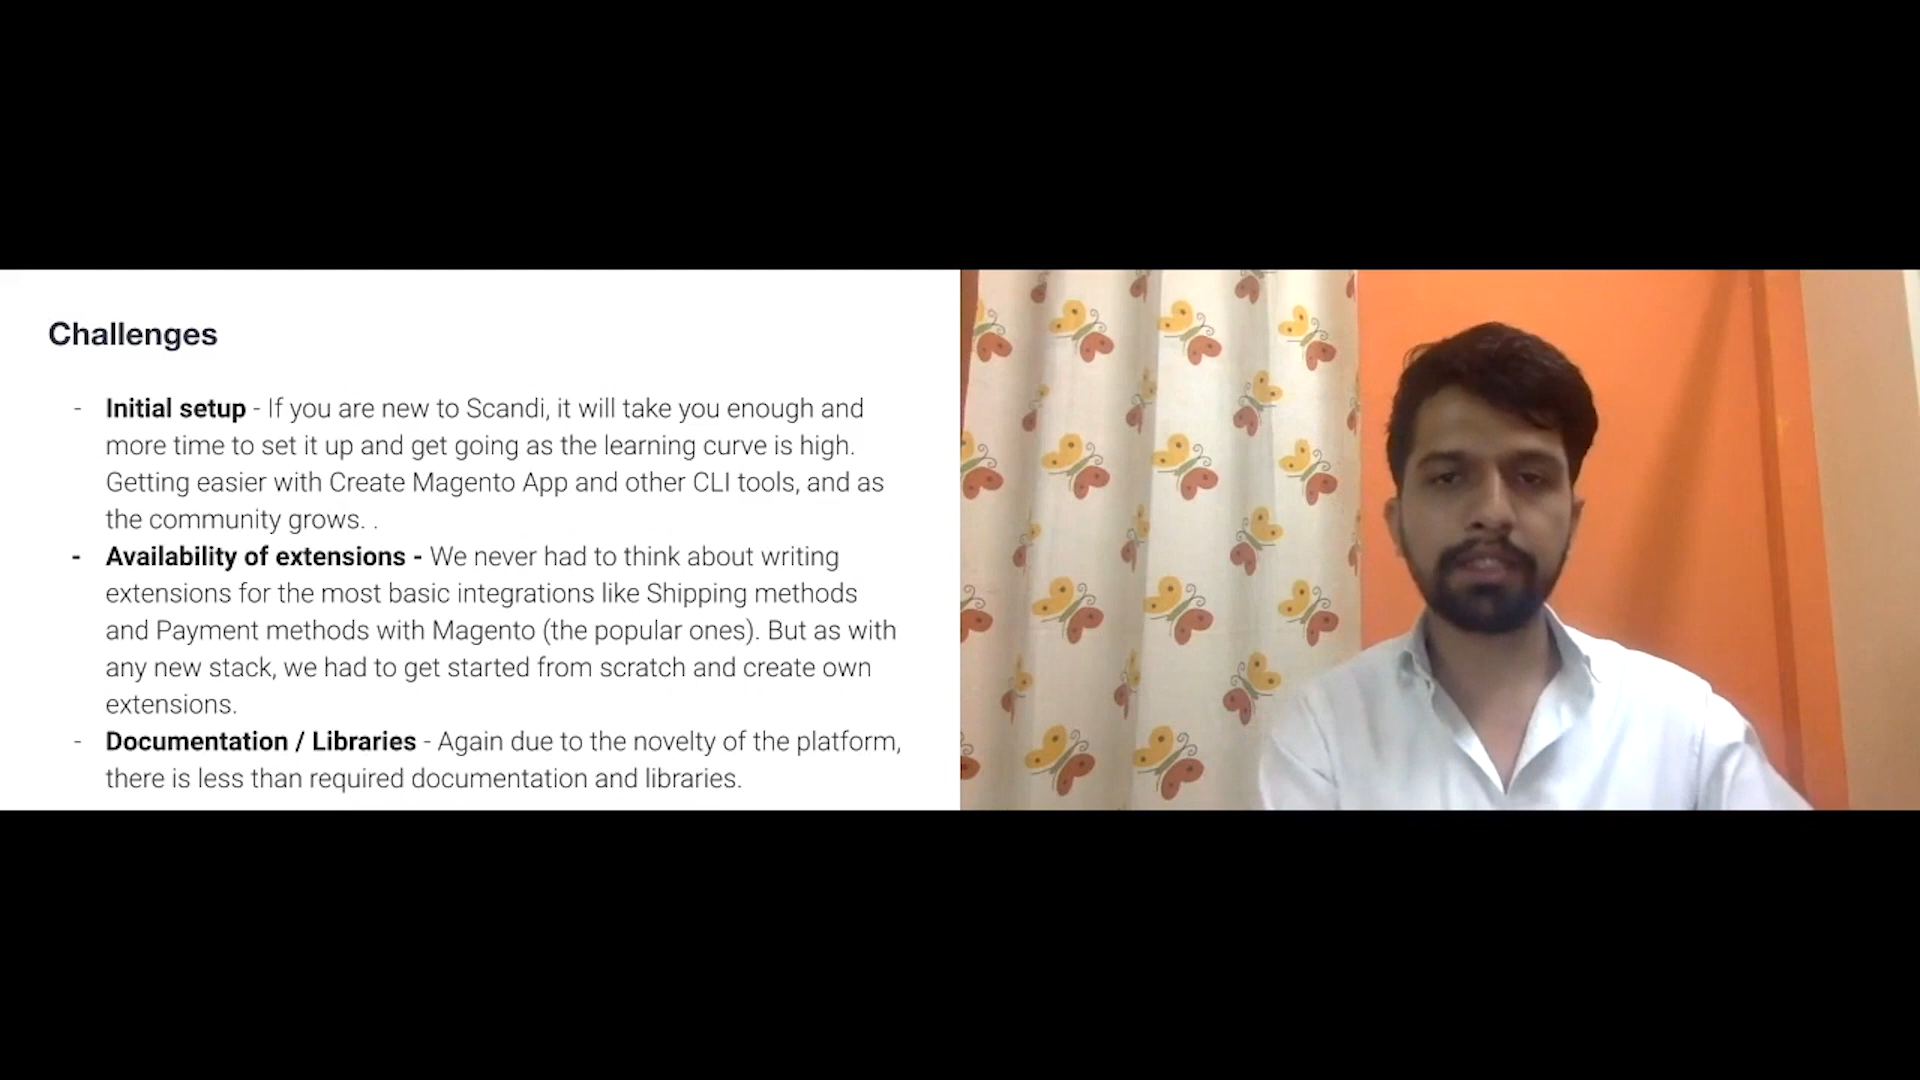 Challenges
- Initial setup - If you are new to Scandi, it will take you enough and
more time to set it up and get going as the learning curve is high.
Getting easier with Create Magento App and other CLI tools, and as
the community grows. .
- Availability of extensions - We never had to think about writing
extensions for the most basic integrations like Shipping methods
and Payment methods with Magento (the popular ones). But as with
any new stack, we had to get started from scratch and create own
extensions.
- Documentation / Libraries - Again due to the novelty of the platform,
there is less than required documentation and libraries.